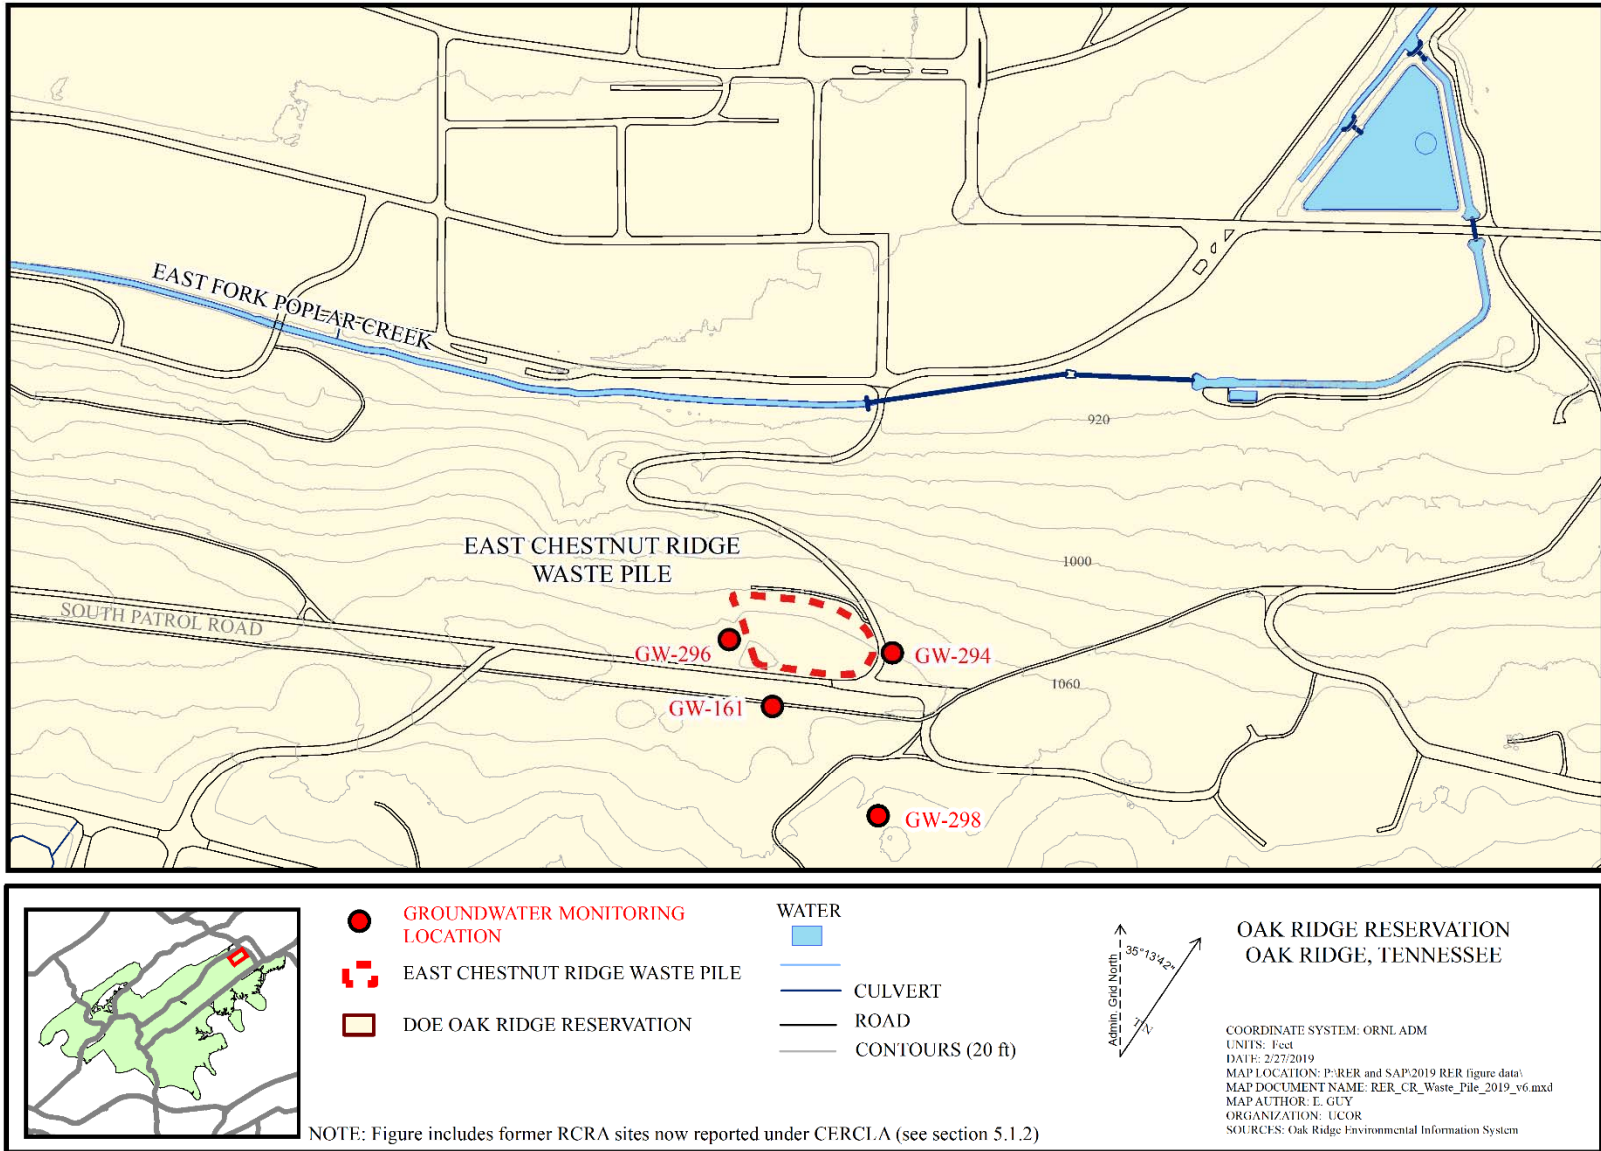 EAST FORK POPLAR CREEK
920
EAST CHESTNUT RIDGE
WASTE PILE
1000
SOUTH PATROL ROAD
GW-296
GW-294
1060
GW-161
GW-298
GROUNDWATER MONITORING
LOCATION
EAST CHESTNUT RIDGE WASTE PILE
DOE OAK RIDGE RESERVATION
WATER
CULVERT
ROAD
CONTOURS (20 ft)
Admin. Grid North
35°13'42"
TN
OAK RIDGE RESERVATION
OAK RIDGE, TENNESSEE
COORDINATE SYSTEM: ORNL ADM
UNITS: Feet
DATE: 2/27/2019
MAP LOCATION: P:\RER and SAP\2019 RER figure data\
MAP DOCUMENT NAME: RER_CR_Waste_Pile_2019_v6.mxd
MAP AUTHOR: E. GUY
ORGANIZATION: UCOR
SOURCES: Oak Ridge Environmental Information System
NOTE: Figure includes former RCRA sites now reported under CERCLA (see section 5.1.2)